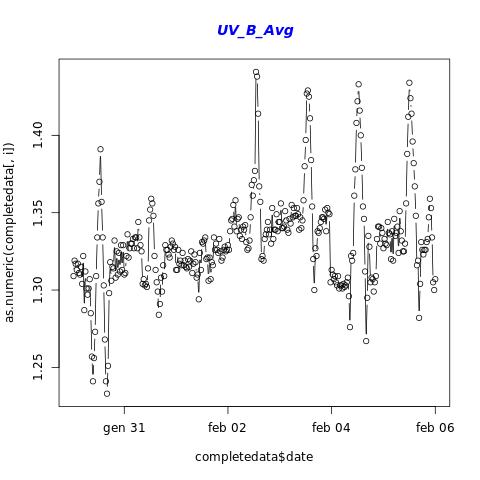 UV_B_Avg
as.numeric(completedata[, i])
1.40
1.35
1.30
1.25
gen 31
feb 02
feb 04
feb 06
completedata$date